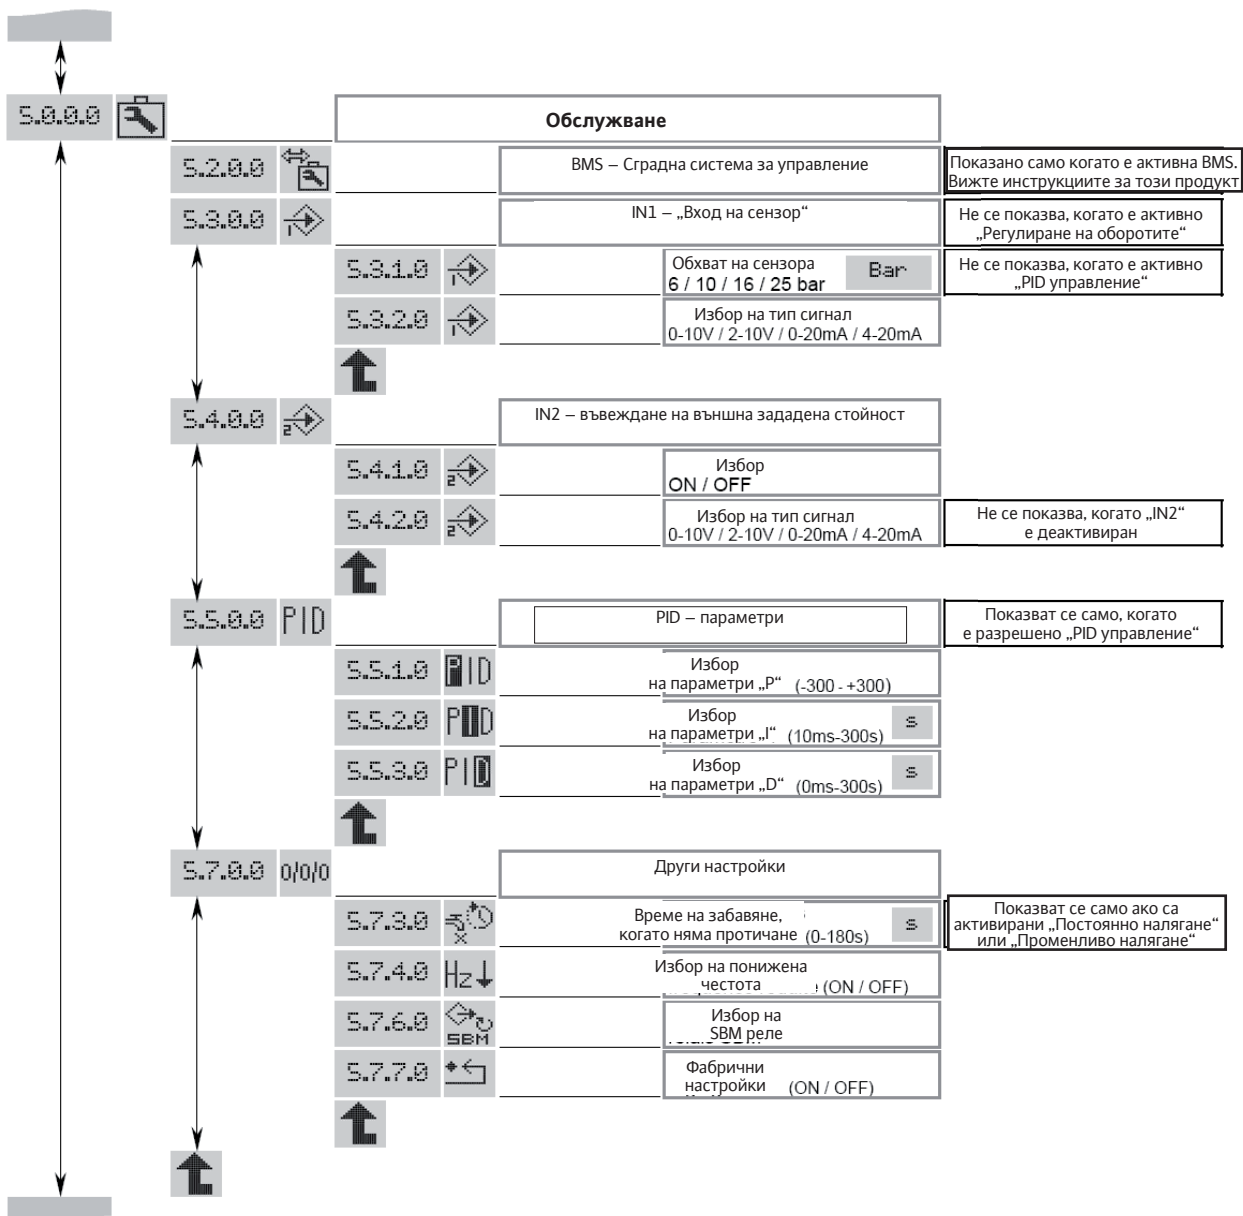 5.0.0.0
Обслужване
5.2.0.0
BMS – Сградна система за управление
Показано само когато е активна BMS.
Вижте инструкциите за този продукт
5.3.0.0
1
IN1 – „Вход на сензор“
Не се показва, когато е активно
„Регулиране на оборотите“
5.3.1.0
1
Обхват на сензора
6 / 10 / 16 / 25 bar
Bar
Не се показва, когато е активно
„PID управление“
5.3.2.0
1
Избор на тип сигнал
0-10V / 2-10V / 0-20mA / 4-20mA
5.4.0.0
2
IN2 – въвеждане на външна зададена стойност
5.4.1.0
2
Избор
ON / OFF
5.4.2.0
2
Избор на тип сигнал
0-10V / 2-10V / 0-20mA / 4-20mA
Не се показва, когато „IN2“
е деактивиран
5.5.0.0
PID
PID – параметри
Показват се само, когато
е разрешено „PID управление“
5.5.1.0
PID
Избор
на параметри „P“ (-300 - +300)
5.5.2.0
PID
Избор
на параметри „I“ (10ms-300s)
s
5.5.3.0
PID
Избор
на параметри „D“ (0ms-300s)
s
5.7.0.0
0/0/0
Други настройки
5.7.3.0
Време на забавяне,
когато няма протичане (0-180s)
s
Показват се само ако са
активирани „Постоянно налягане“
или „Променливо налягане“
5.7.4.0
Hz
Избор на понижена
честота (ON / OFF)
5.7.6.0
SBM
Избор на
SBM реле
5.7.7.0
Фабрични
настройки (ON / OFF)